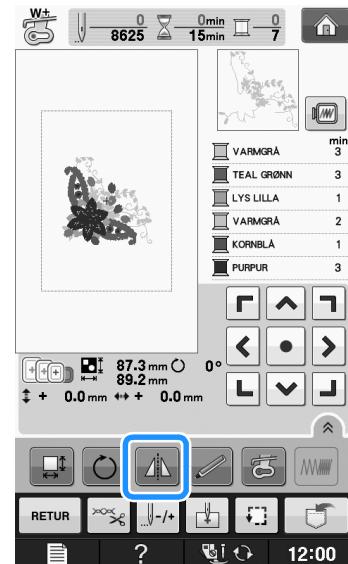 W+
0 0min 0
8625 15min 7
min
VARMGRÅ 3
TEAL GRØNN 3
LYS LILLA 1
VARMGRÅ 2
KORNBLÅ 1
PURPUR 3
87.3 mm 0°
89.2 mm
+ 0.0 mm + 0.0 mm
RETUR -/+
? 12:00